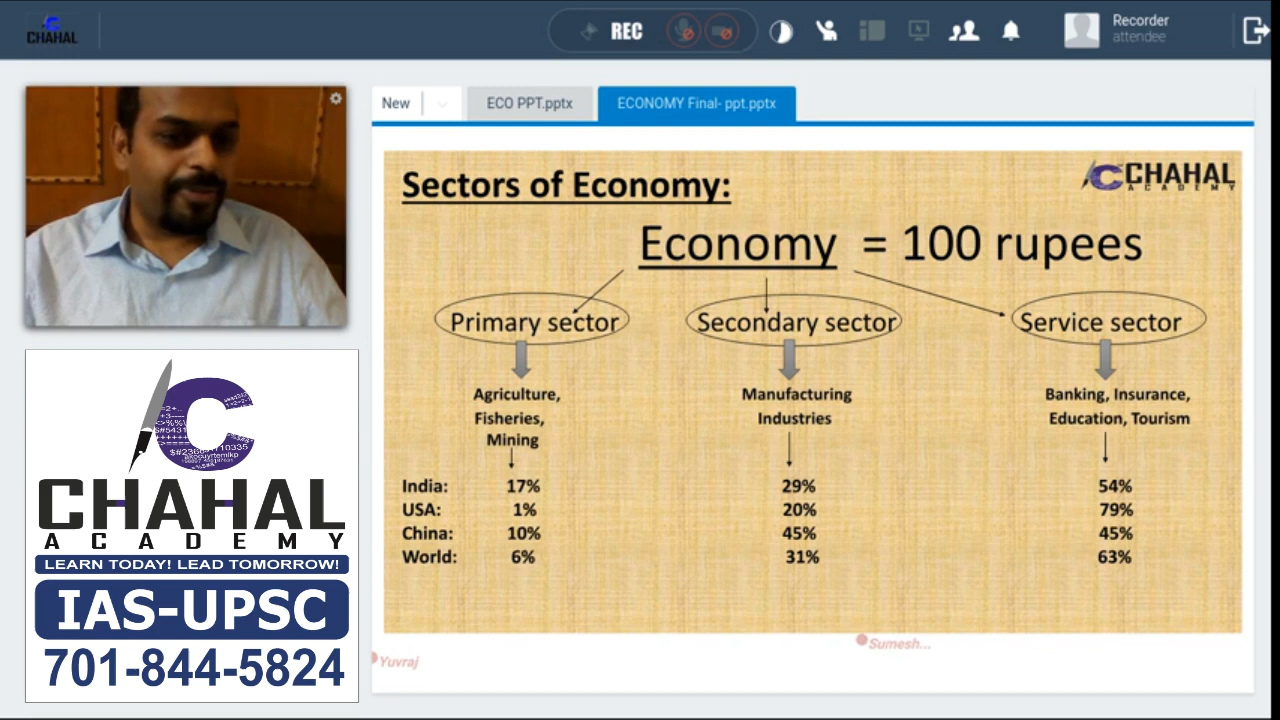 CHAHAL
REC
Recorder
attendee
New
ECO PPT.pptx
ECONOMY Final- ppt.pptx
Sectors of Economy:
CHAHAL
ACADEMY
Economy = 100 rupees
Primary sector
Secondary sector
Service sector
Agriculture,
Fisheries,
Mining
Manufacturing
Industries
Banking, Insurance,
Education, Tourism
India: 17% 29% 54%
USA: 1% 20% 79%
China: 10% 45% 45%
World: 6% 31% 63%
Sumesh...
Yuvraj
CHAHAL
ACADEMY
LEARN TODAY! LEAD TOMORROW!
IAS-UPSC
701-844-5824